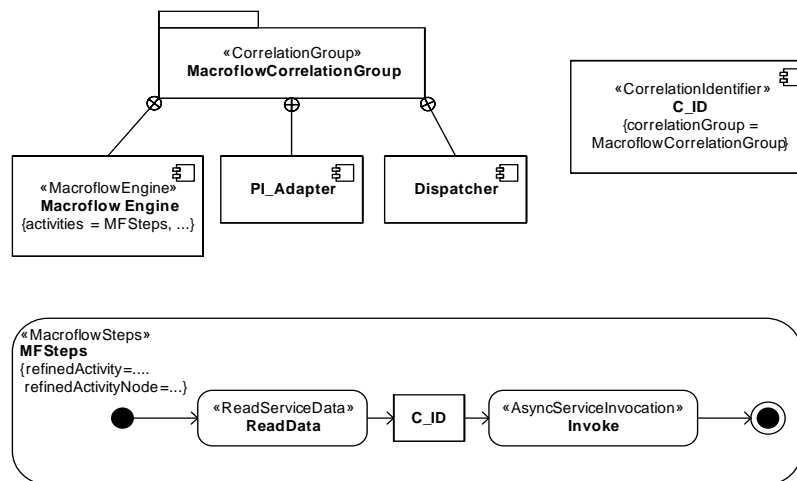 «CorrelationGroup»
MacroflowCorrelationGroup
«CorrelationIdentifier»
C_ID
{correlationGroup =
MacroflowCorrelationGroup}
«MacroflowEngine»
Macroflow Engine
{activities = MFSteps, ...}
PI_Adapter
Dispatcher
«MacroflowSteps»
MFSteps
{refinedActivity=....
refinedActivityNode=...}
«ReadServiceData»
ReadData
C_ID
«AsyncServiceInvocation»
Invoke